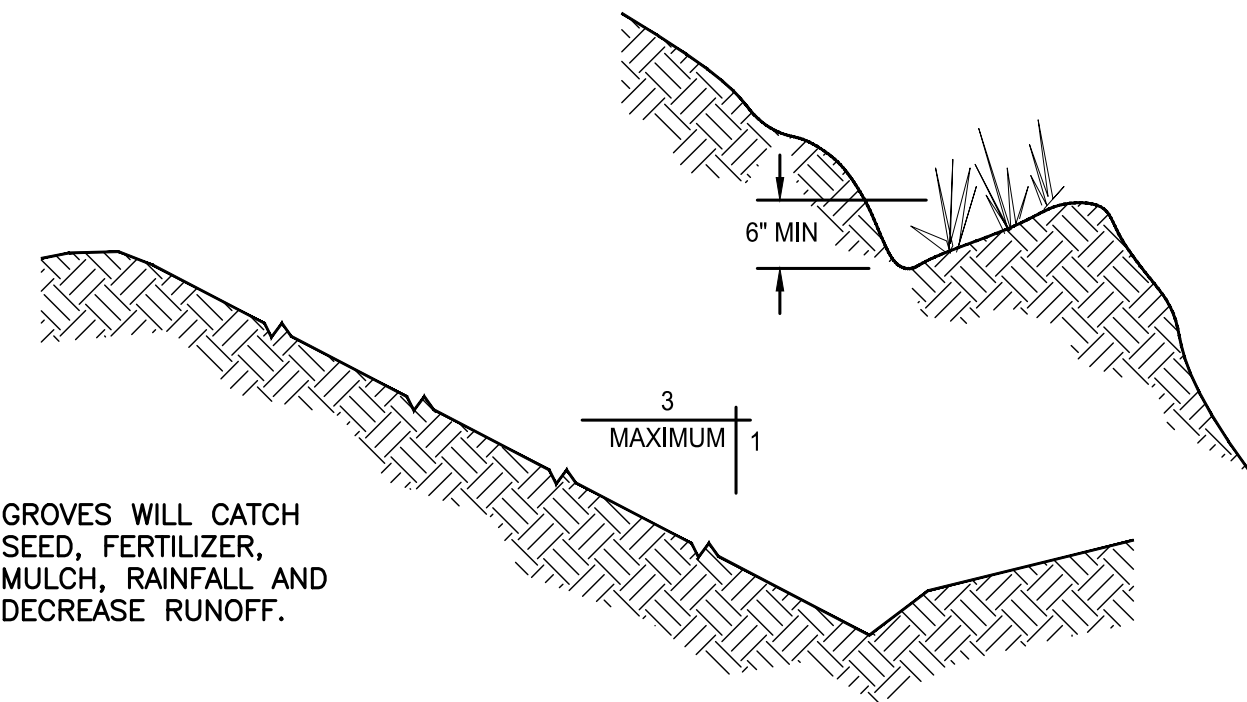 6" MIN
3
MAXIMUM 1
GROVES WILL CATCH
SEED, FERTILIZER,
MULCH, RAINFALL AND
DECREASE RUNOFF.